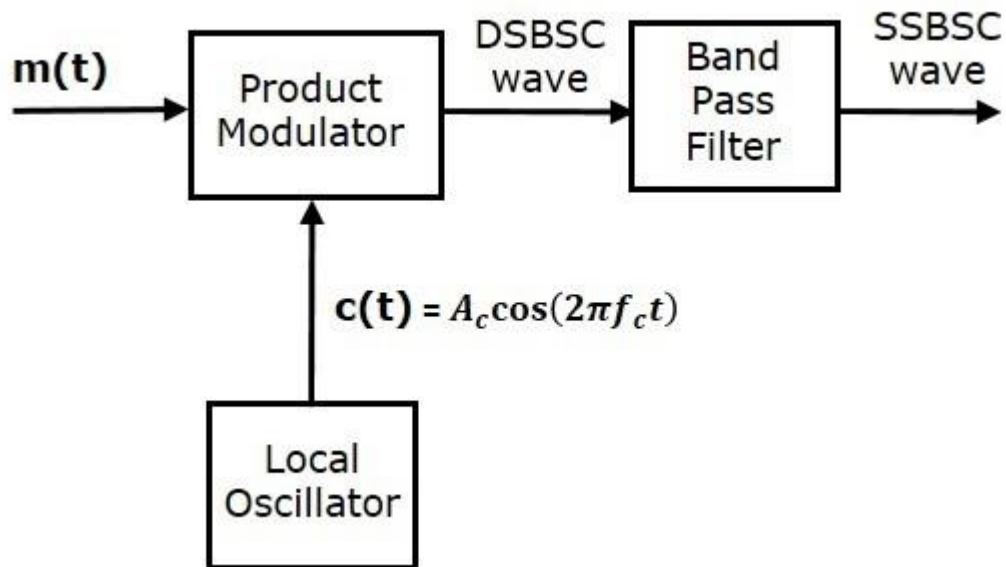 m(t)
Product
Modulator
DSBSC
wave
Band
Pass
Filter
SSBSC
wave
c(t) = A_c cos(2πf_c t)
Local
Oscillator